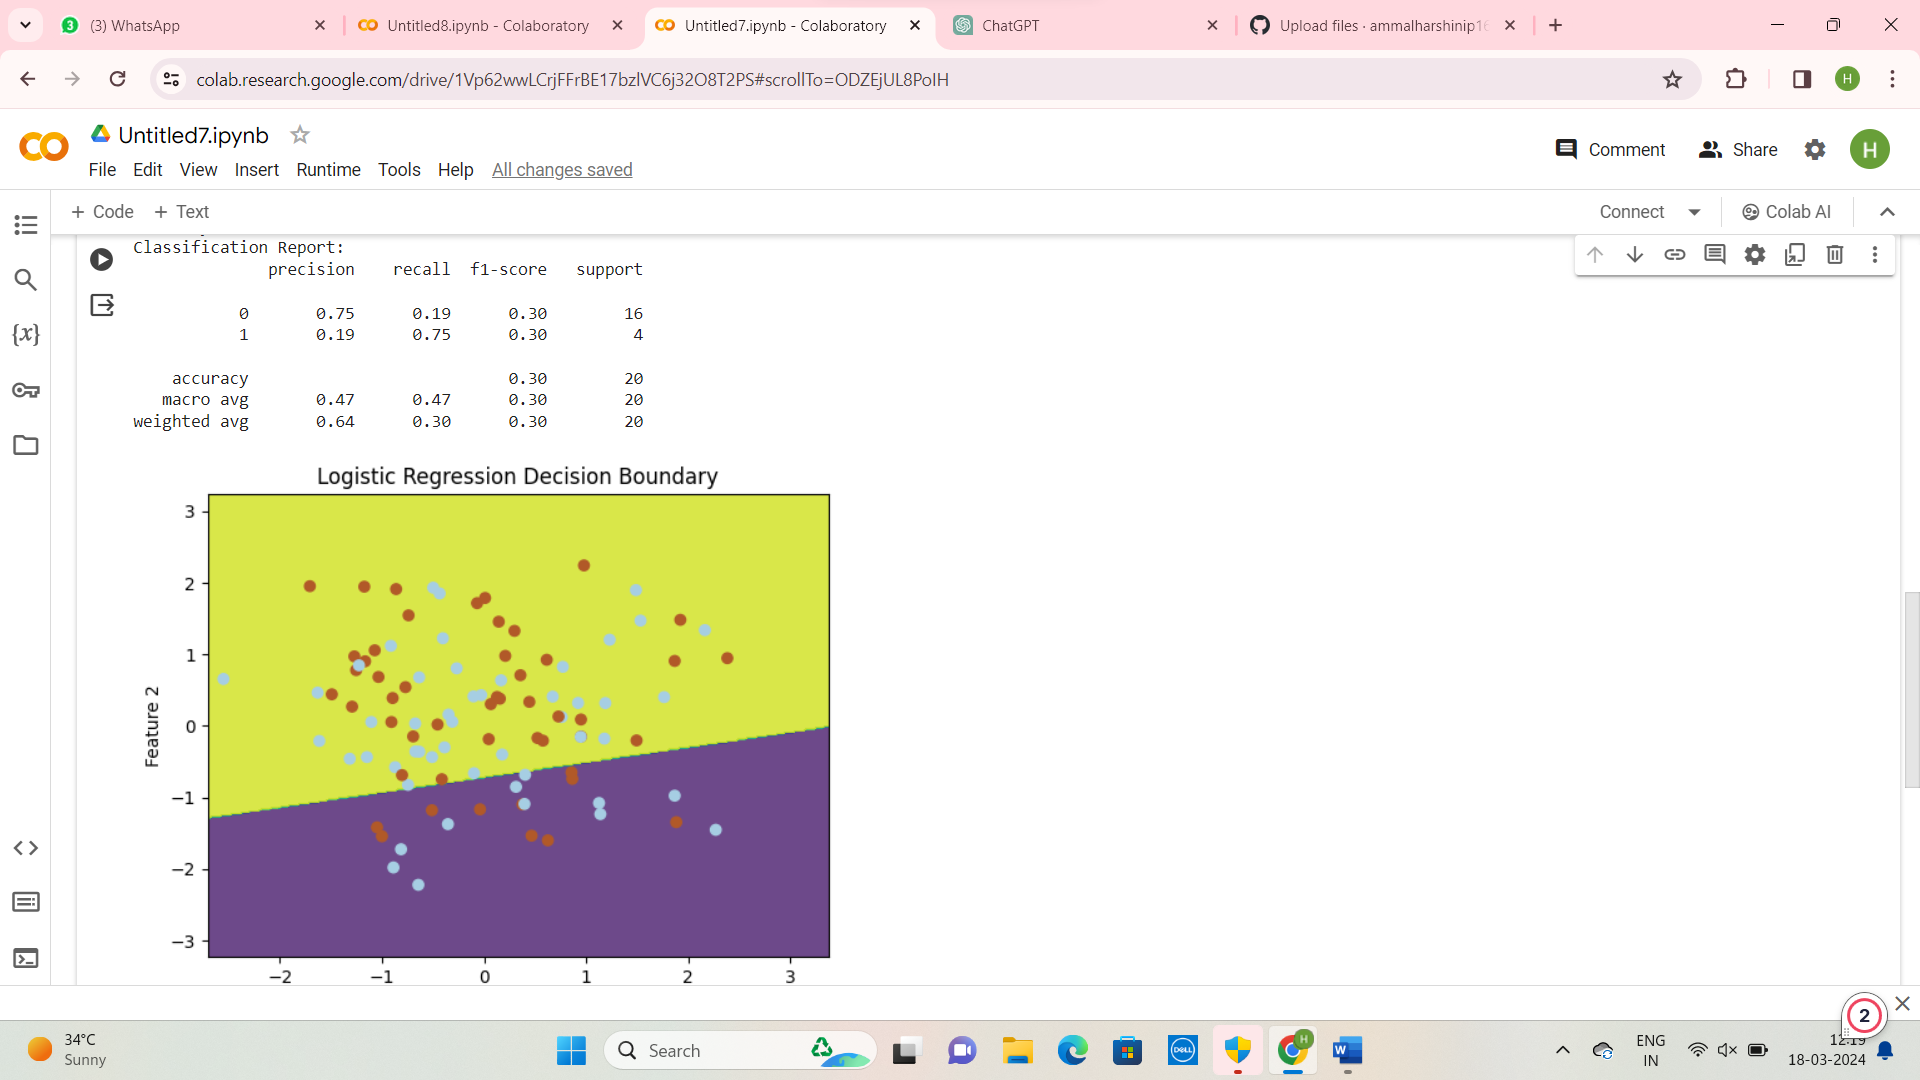 (3) WhatsApp
Untitled8.ipynb - Colaboratory
Untitled7.ipynb - Colaboratory
ChatGPT
Upload files · ammalharshinip16
colab.research.google.com/drive/1Vp62wwLCrjFFrBE17bzlVC6j32O8T2PS#scrollTo=ODZEjUL8PoIH
H
CO
Untitled7.ipynb
File Edit View Insert Runtime Tools Help All changes saved
Comment
Share
H
+ Code + Text
Connect
Colab AI
{x}
Classification Report:
precision recall f1-score support
0 0.75 0.19 0.30 16
1 0.19 0.75 0.30 4
accuracy 0.30 20
macro avg 0.47 0.47 0.30 20
weighted avg 0.64 0.30 0.30 20
Logistic Regression Decision Boundary
3
2
1
0
−1
−2
−3
Feature 2
−2 −1 0 1 2 3
2
34°C
Sunny
Search
DELL
H
W
ENG
IN
12:19
18-03-2024